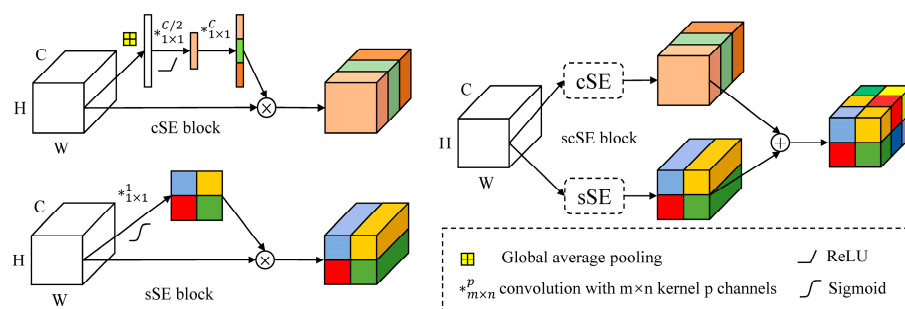 C
H
W
*_{1×1}^{C/2}
*_{1×1}^{C}
cSE block
C
H
W
*_{1×1}^{1}
sSE block
C
H
W
cSE
scSE block
sSE
Global average pooling
ReLU
*_{m×n}^{p} convolution with m×n kernel p channels
Sigmoid